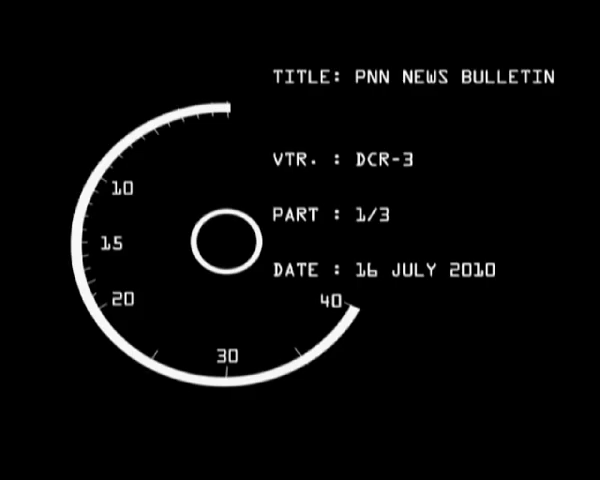 TITLE: PNN NEWS BULLETIN
VTR. : DCR-3
10
PART : 1/3
15
DATE : 16 JULY 2010
20
40
30